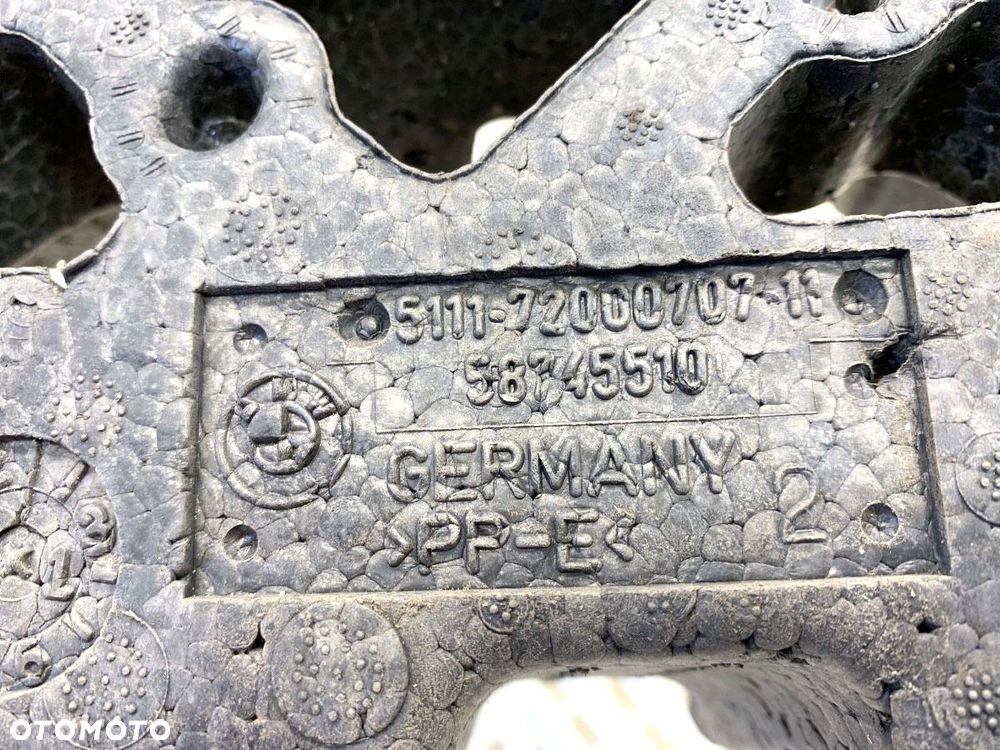 5111-72000707-11
58745510
GERMANY
>PP-E<
2
OTOMOTO